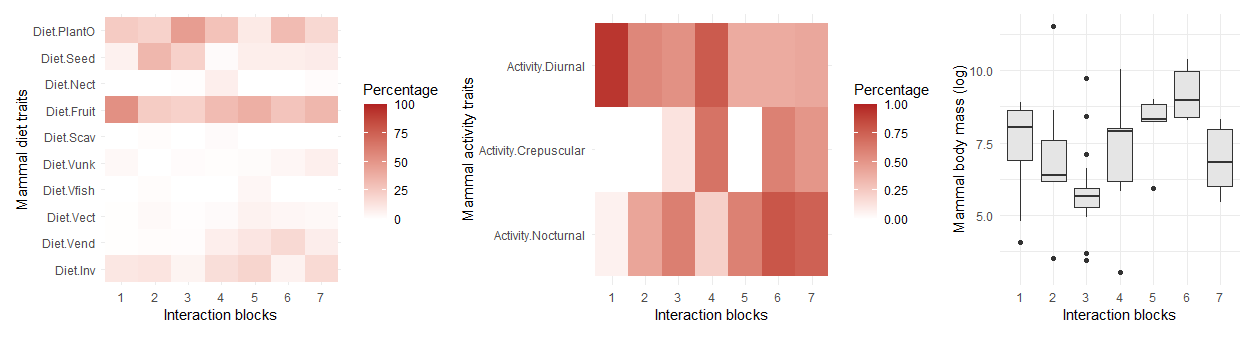 Mammal diet traits
Diet.PlantO
Diet.Seed
Diet.Nect
Diet.Fruit
Diet.Scav
Diet.Vunk
Diet.Vfish
Diet.Vect
Diet.Vend
Diet.Inv
1 2 3 4 5 6 7
Interaction blocks
Percentage
100
75
50
25
0
Mammal activity traits
Activity.Diurnal
Activity.Crepuscular
Activity.Nocturnal
1 2 3 4 5 6 7
Interaction blocks
Percentage
1.00
0.75
0.50
0.25
0.00
Mammal body mass (log)
10.0
7.5
5.0
1 2 3 4 5 6 7
Interaction blocks